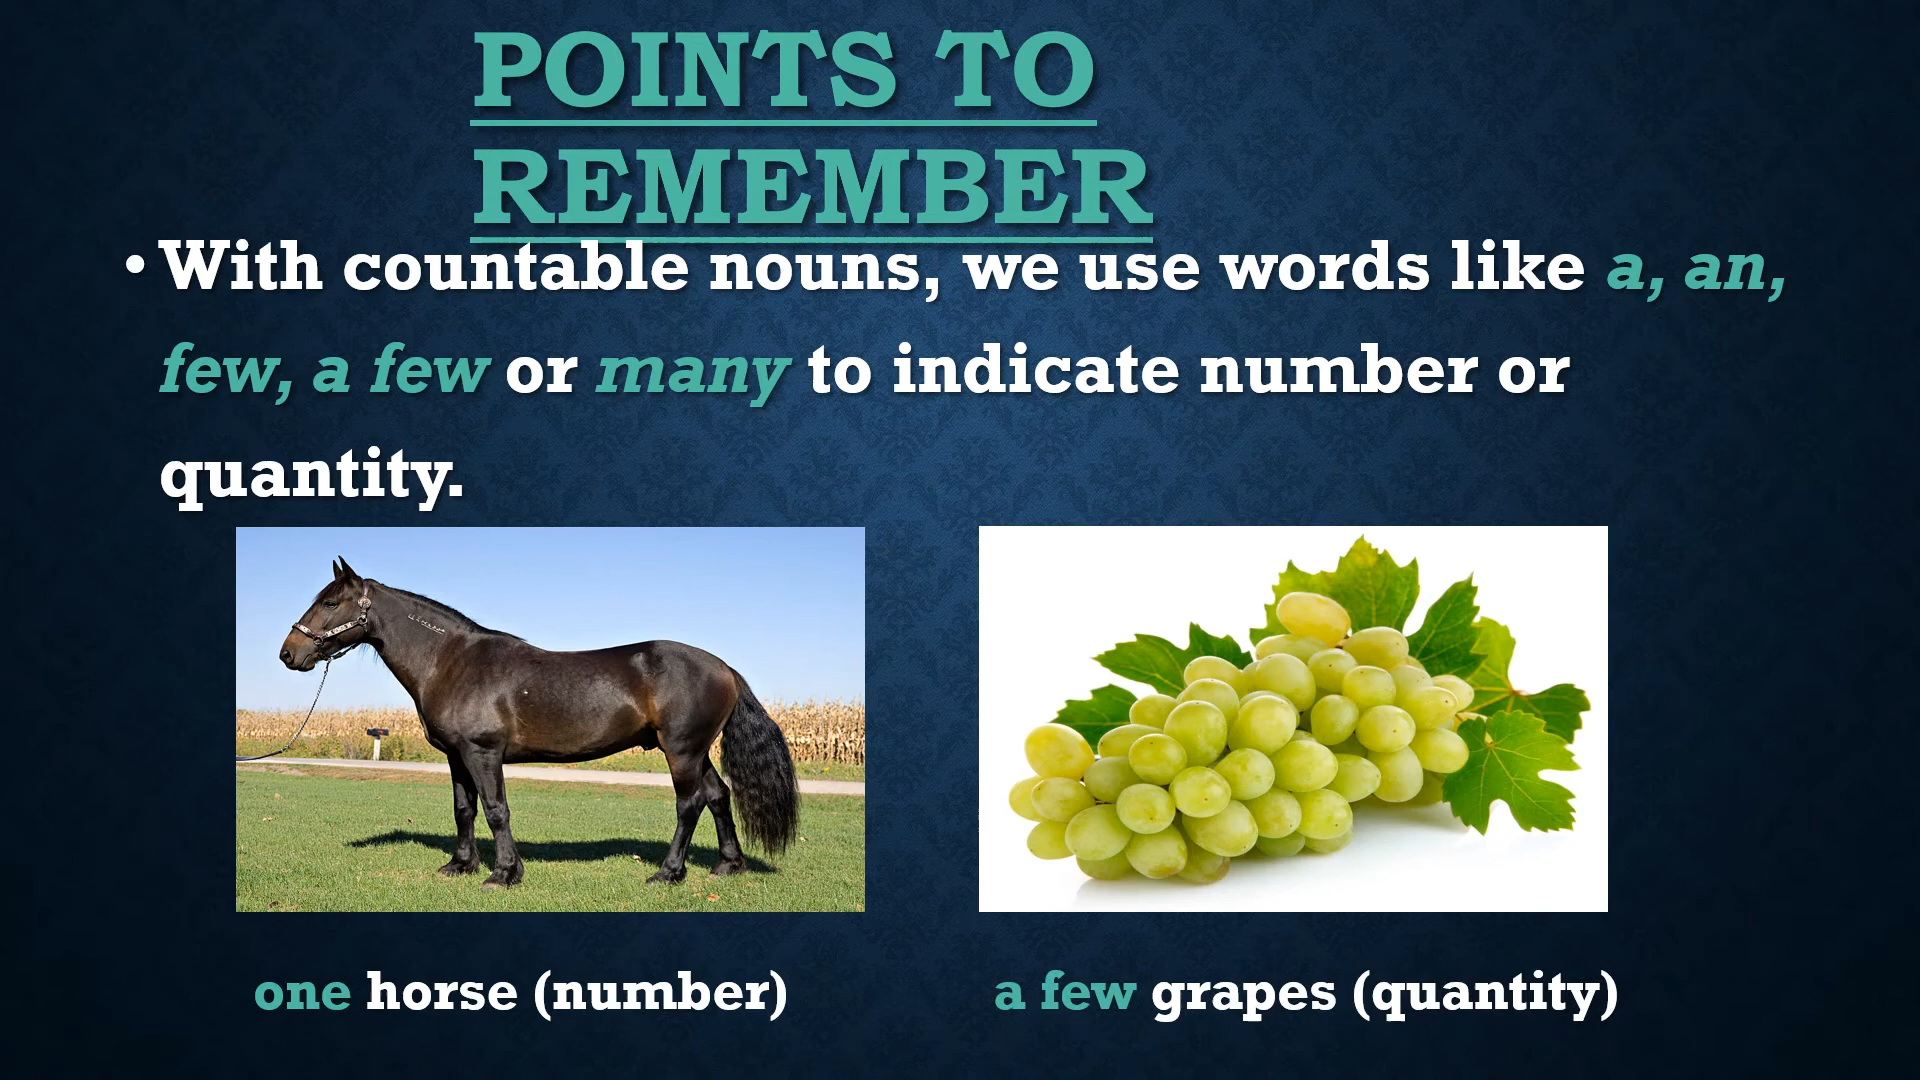 POINTS TO
REMEMBER
• With countable nouns, we use words like a, an,
few, a few or many to indicate number or
quantity.
one horse (number)
a few grapes (quantity)